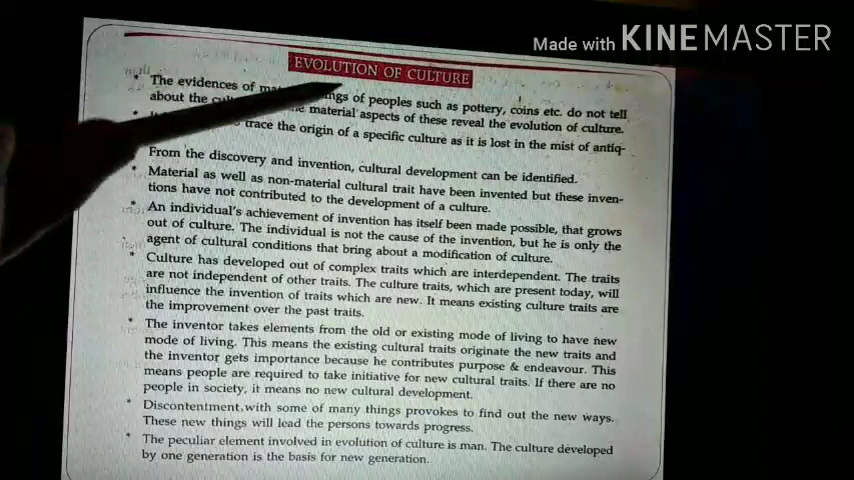 Made with KINEMASTER
EVOLUTION OF CULTURE
* The evidences of ings of peoples such as pottery, coins etc. do not tell
about the material aspects of these reveal the evolution of culture.
trace the origin of a specific culture as it is lost in the mist of antiq-
From the discovery and invention, cultural development can be identified.
* Material as well as non-material cultural trait have been invented but these inven-
tions have not contributed to the development of a culture.
* An individual's achievement of invention has itself been made possible, that grows
out of culture. The individual is not the cause of the invention, but he is only the
agent of cultural conditions that bring about a modification of culture.
* Culture has developed out of complex traits which are interdependent. The traits
are not independent of other traits. The culture traits, which are present today, will
influence the invention of traits which are new. It means existing culture traits are
the improvement over the past traits.
* The inventor takes elements from the old or existing mode of living to have new
mode of living. This means the existing cultural traits originate the new traits and
the inventor gets importance because he contributes purpose & endeavour. This
means people are required to take initiative for new cultural traits. If there are no
people in society, it means no new cultural development.
* Discontentment, with some of many things provokes to find out the new ways.
These new things will lead the persons towards progress.
* The peculiar element involved in evolution of culture is man. The culture developed
by one generation is the basis for new generation.